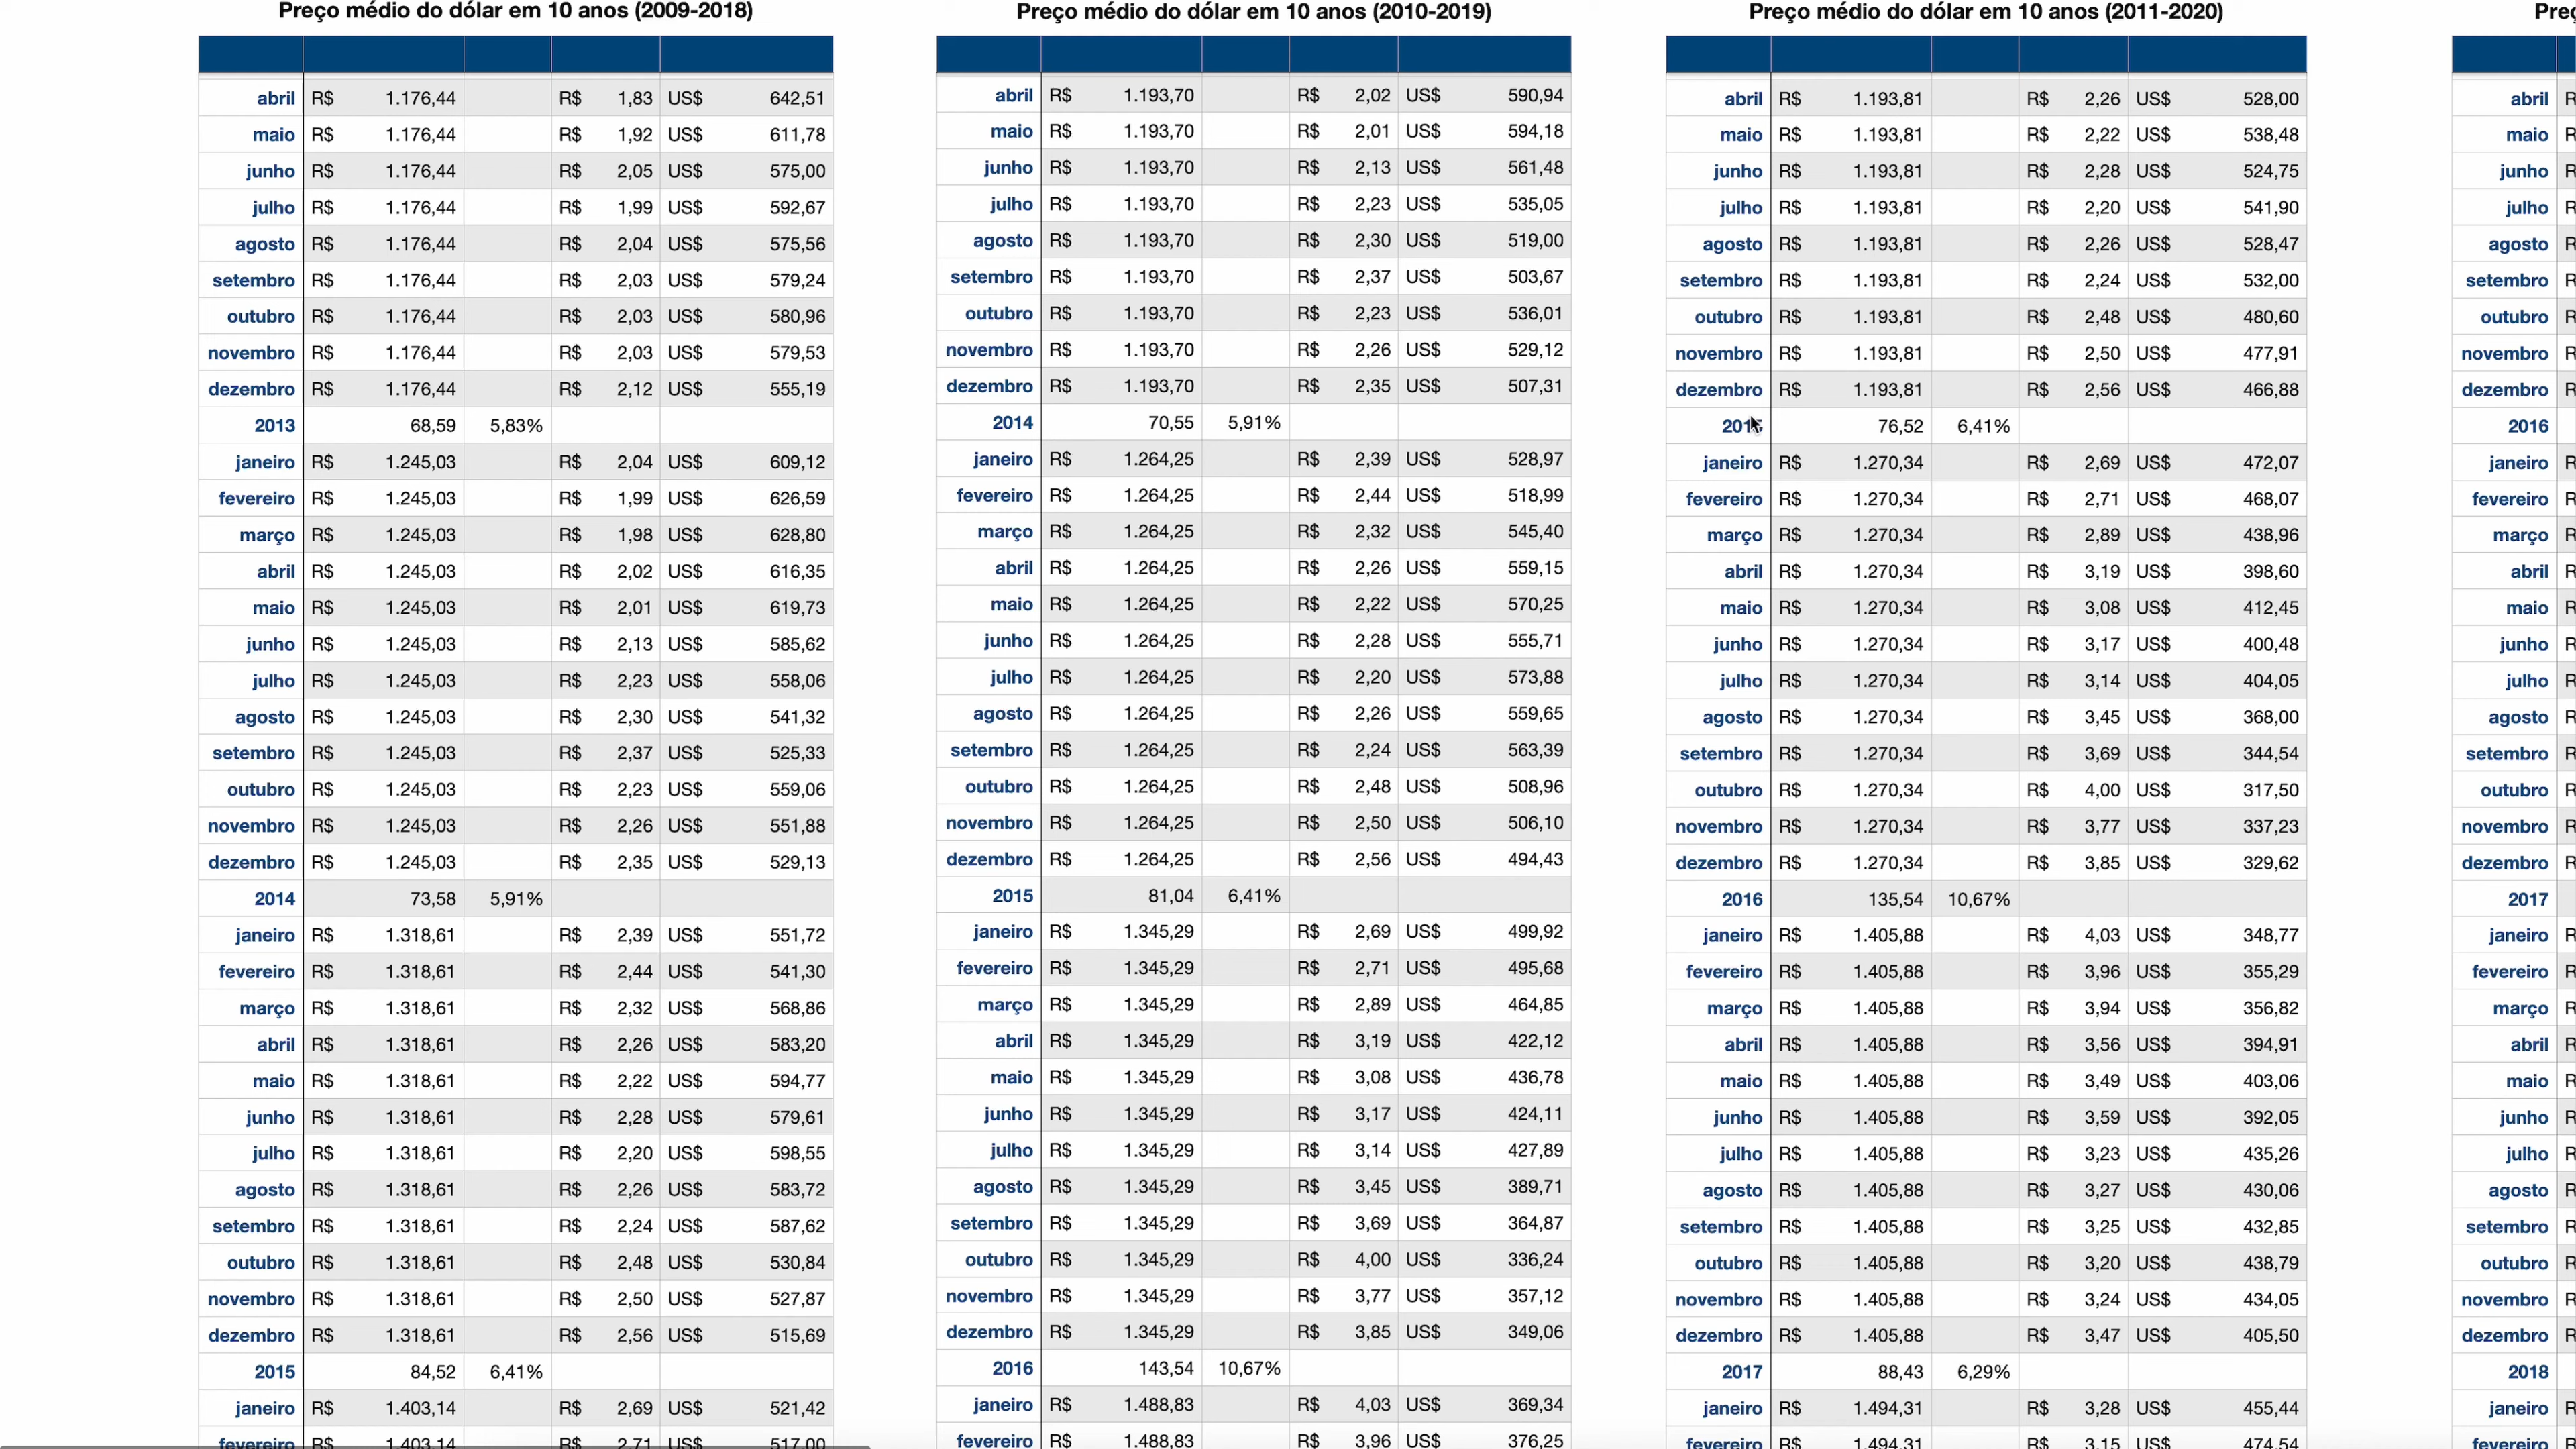 Preço médio do dólar em 10 anos (2009-2018)
abril R$ 1.176,44 R$ 1,83 US$ 642,51
maio R$ 1.176,44 R$ 1,92 US$ 611,78
junho R$ 1.176,44 R$ 2,05 US$ 575,00
julho R$ 1.176,44 R$ 1,99 US$ 592,67
agosto R$ 1.176,44 R$ 2,04 US$ 575,56
setembro R$ 1.176,44 R$ 2,03 US$ 579,24
outubro R$ 1.176,44 R$ 2,03 US$ 580,96
novembro R$ 1.176,44 R$ 2,03 US$ 579,53
dezembro R$ 1.176,44 R$ 2,12 US$ 555,19
2013 68,59 5,83%
janeiro R$ 1.245,03 R$ 2,04 US$ 609,12
fevereiro R$ 1.245,03 R$ 1,99 US$ 626,59
março R$ 1.245,03 R$ 1,98 US$ 628,80
abril R$ 1.245,03 R$ 2,02 US$ 616,35
maio R$ 1.245,03 R$ 2,01 US$ 619,73
junho R$ 1.245,03 R$ 2,13 US$ 585,62
julho R$ 1.245,03 R$ 2,23 US$ 558,06
agosto R$ 1.245,03 R$ 2,30 US$ 541,32
setembro R$ 1.245,03 R$ 2,37 US$ 525,33
outubro R$ 1.245,03 R$ 2,23 US$ 559,06
novembro R$ 1.245,03 R$ 2,26 US$ 551,88
dezembro R$ 1.245,03 R$ 2,35 US$ 529,13
2014 73,58 5,91%
janeiro R$ 1.318,61 R$ 2,39 US$ 551,72
fevereiro R$ 1.318,61 R$ 2,44 US$ 541,30
março R$ 1.318,61 R$ 2,32 US$ 568,86
abril R$ 1.318,61 R$ 2,26 US$ 583,20
maio R$ 1.318,61 R$ 2,22 US$ 594,77
junho R$ 1.318,61 R$ 2,28 US$ 579,61
julho R$ 1.318,61 R$ 2,20 US$ 598,55
agosto R$ 1.318,61 R$ 2,26 US$ 583,72
setembro R$ 1.318,61 R$ 2,24 US$ 587,62
outubro R$ 1.318,61 R$ 2,48 US$ 530,84
novembro R$ 1.318,61 R$ 2,50 US$ 527,87
dezembro R$ 1.318,61 R$ 2,56 US$ 515,69
2015 84,52 6,41%
janeiro R$ 1.403,14 R$ 2,69 US$ 521,42
fevereiro R$ 1.403,14 R$ 2,71 US$ 517,00
Preço médio do dólar em 10 anos (2010-2019)
abril R$ 1.193,70 R$ 2,02 US$ 590,94
maio R$ 1.193,70 R$ 2,01 US$ 594,18
junho R$ 1.193,70 R$ 2,13 US$ 561,48
julho R$ 1.193,70 R$ 2,23 US$ 535,05
agosto R$ 1.193,70 R$ 2,30 US$ 519,00
setembro R$ 1.193,70 R$ 2,37 US$ 503,67
outubro R$ 1.193,70 R$ 2,23 US$ 536,01
novembro R$ 1.193,70 R$ 2,26 US$ 529,12
dezembro R$ 1.193,70 R$ 2,35 US$ 507,31
2014 70,55 5,91%
janeiro R$ 1.264,25 R$ 2,39 US$ 528,97
fevereiro R$ 1.264,25 R$ 2,44 US$ 518,99
março R$ 1.264,25 R$ 2,32 US$ 545,40
abril R$ 1.264,25 R$ 2,26 US$ 559,15
maio R$ 1.264,25 R$ 2,22 US$ 570,25
junho R$ 1.264,25 R$ 2,28 US$ 555,71
julho R$ 1.264,25 R$ 2,20 US$ 573,88
agosto R$ 1.264,25 R$ 2,26 US$ 559,65
setembro R$ 1.264,25 R$ 2,24 US$ 563,39
outubro R$ 1.264,25 R$ 2,48 US$ 508,96
novembro R$ 1.264,25 R$ 2,50 US$ 506,10
dezembro R$ 1.264,25 R$ 2,56 US$ 494,43
2015 81,04 6,41%
janeiro R$ 1.345,29 R$ 2,69 US$ 499,92
fevereiro R$ 1.345,29 R$ 2,71 US$ 495,68
março R$ 1.345,29 R$ 2,89 US$ 464,85
abril R$ 1.345,29 R$ 3,19 US$ 422,12
maio R$ 1.345,29 R$ 3,08 US$ 436,78
junho R$ 1.345,29 R$ 3,17 US$ 424,11
julho R$ 1.345,29 R$ 3,14 US$ 427,89
agosto R$ 1.345,29 R$ 3,45 US$ 389,71
setembro R$ 1.345,29 R$ 3,69 US$ 364,87
outubro R$ 1.345,29 R$ 4,00 US$ 336,24
novembro R$ 1.345,29 R$ 3,77 US$ 357,12
dezembro R$ 1.345,29 R$ 3,85 US$ 349,06
2016 143,54 10,67%
janeiro R$ 1.488,83 R$ 4,03 US$ 369,34
fevereiro R$ 1.488,83 R$ 3,96 US$ 376,25
Preço médio do dólar em 10 anos (2011-2020)
abril R$ 1.193,81 R$ 2,26 US$ 528,00
maio R$ 1.193,81 R$ 2,22 US$ 538,48
junho R$ 1.193,81 R$ 2,28 US$ 524,75
julho R$ 1.193,81 R$ 2,20 US$ 541,90
agosto R$ 1.193,81 R$ 2,26 US$ 528,47
setembro R$ 1.193,81 R$ 2,24 US$ 532,00
outubro R$ 1.193,81 R$ 2,48 US$ 480,60
novembro R$ 1.193,81 R$ 2,50 US$ 477,91
dezembro R$ 1.193,81 R$ 2,56 US$ 466,88
2015 76,52 6,41%
janeiro R$ 1.270,34 R$ 2,69 US$ 472,07
fevereiro R$ 1.270,34 R$ 2,71 US$ 468,07
março R$ 1.270,34 R$ 2,89 US$ 438,96
abril R$ 1.270,34 R$ 3,19 US$ 398,60
maio R$ 1.270,34 R$ 3,08 US$ 412,45
junho R$ 1.270,34 R$ 3,17 US$ 400,48
julho R$ 1.270,34 R$ 3,14 US$ 404,05
agosto R$ 1.270,34 R$ 3,45 US$ 368,00
setembro R$ 1.270,34 R$ 3,69 US$ 344,54
outubro R$ 1.270,34 R$ 4,00 US$ 317,50
novembro R$ 1.270,34 R$ 3,77 US$ 337,23
dezembro R$ 1.270,34 R$ 3,85 US$ 329,62
2016 135,54 10,67%
janeiro R$ 1.405,88 R$ 4,03 US$ 348,77
fevereiro R$ 1.405,88 R$ 3,96 US$ 355,29
março R$ 1.405,88 R$ 3,94 US$ 356,82
abril R$ 1.405,88 R$ 3,56 US$ 394,91
maio R$ 1.405,88 R$ 3,49 US$ 403,06
junho R$ 1.405,88 R$ 3,59 US$ 392,05
julho R$ 1.405,88 R$ 3,23 US$ 435,26
agosto R$ 1.405,88 R$ 3,27 US$ 430,06
setembro R$ 1.405,88 R$ 3,25 US$ 432,85
outubro R$ 1.405,88 R$ 3,20 US$ 438,79
novembro R$ 1.405,88 R$ 3,24 US$ 434,05
dezembro R$ 1.405,88 R$ 3,47 US$ 405,50
2017 88,43 6,29%
janeiro R$ 1.494,31 R$ 3,28 US$ 455,44
fevereiro R$ 1.494,31 R$ 3,15 US$ 474,54
abril
maio
junho
julho
agosto
setembro
outubro
novembro
dezembro
2016
janeiro
fevereiro
março
abril
maio
junho
julho
agosto
setembro
outubro
novembro
dezembro
2017
janeiro
fevereiro
março
abril
maio
junho
julho
agosto
setembro
outubro
novembro
dezembro
2018
janeiro
fevereiro